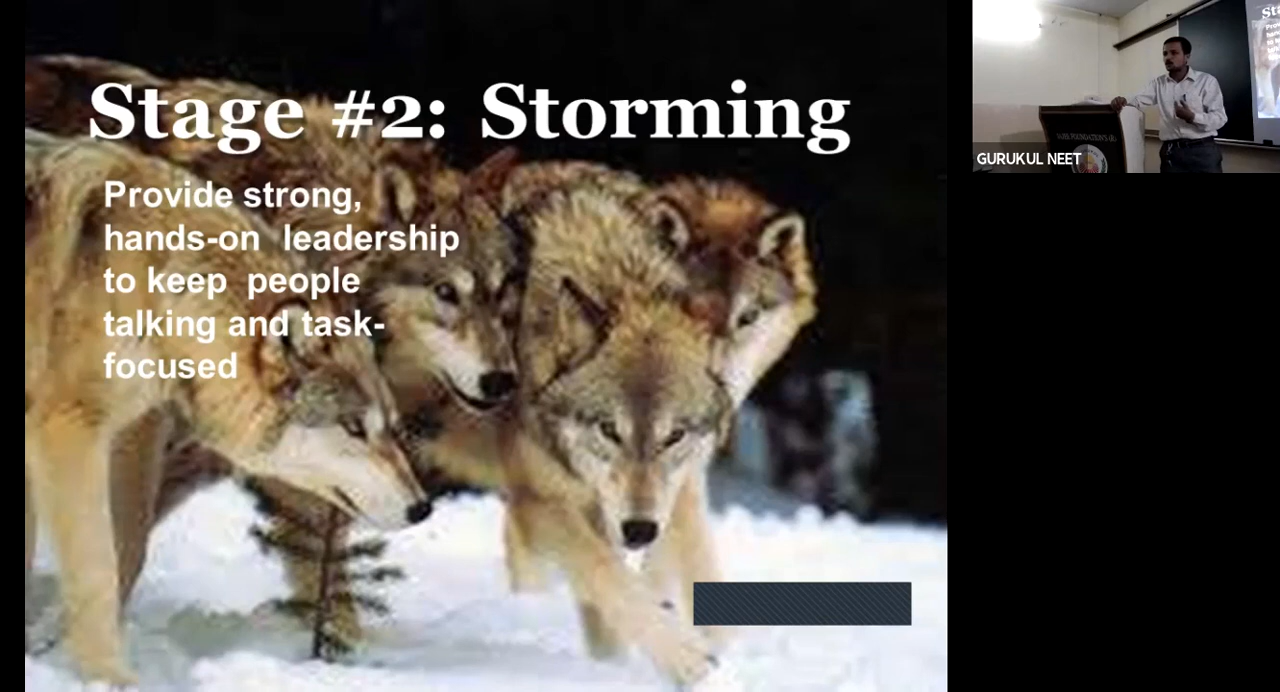 Stage #2: Storming
Provide strong,
hands-on leadership
to keep people
talking and task-
focused
GURUKUL NEET